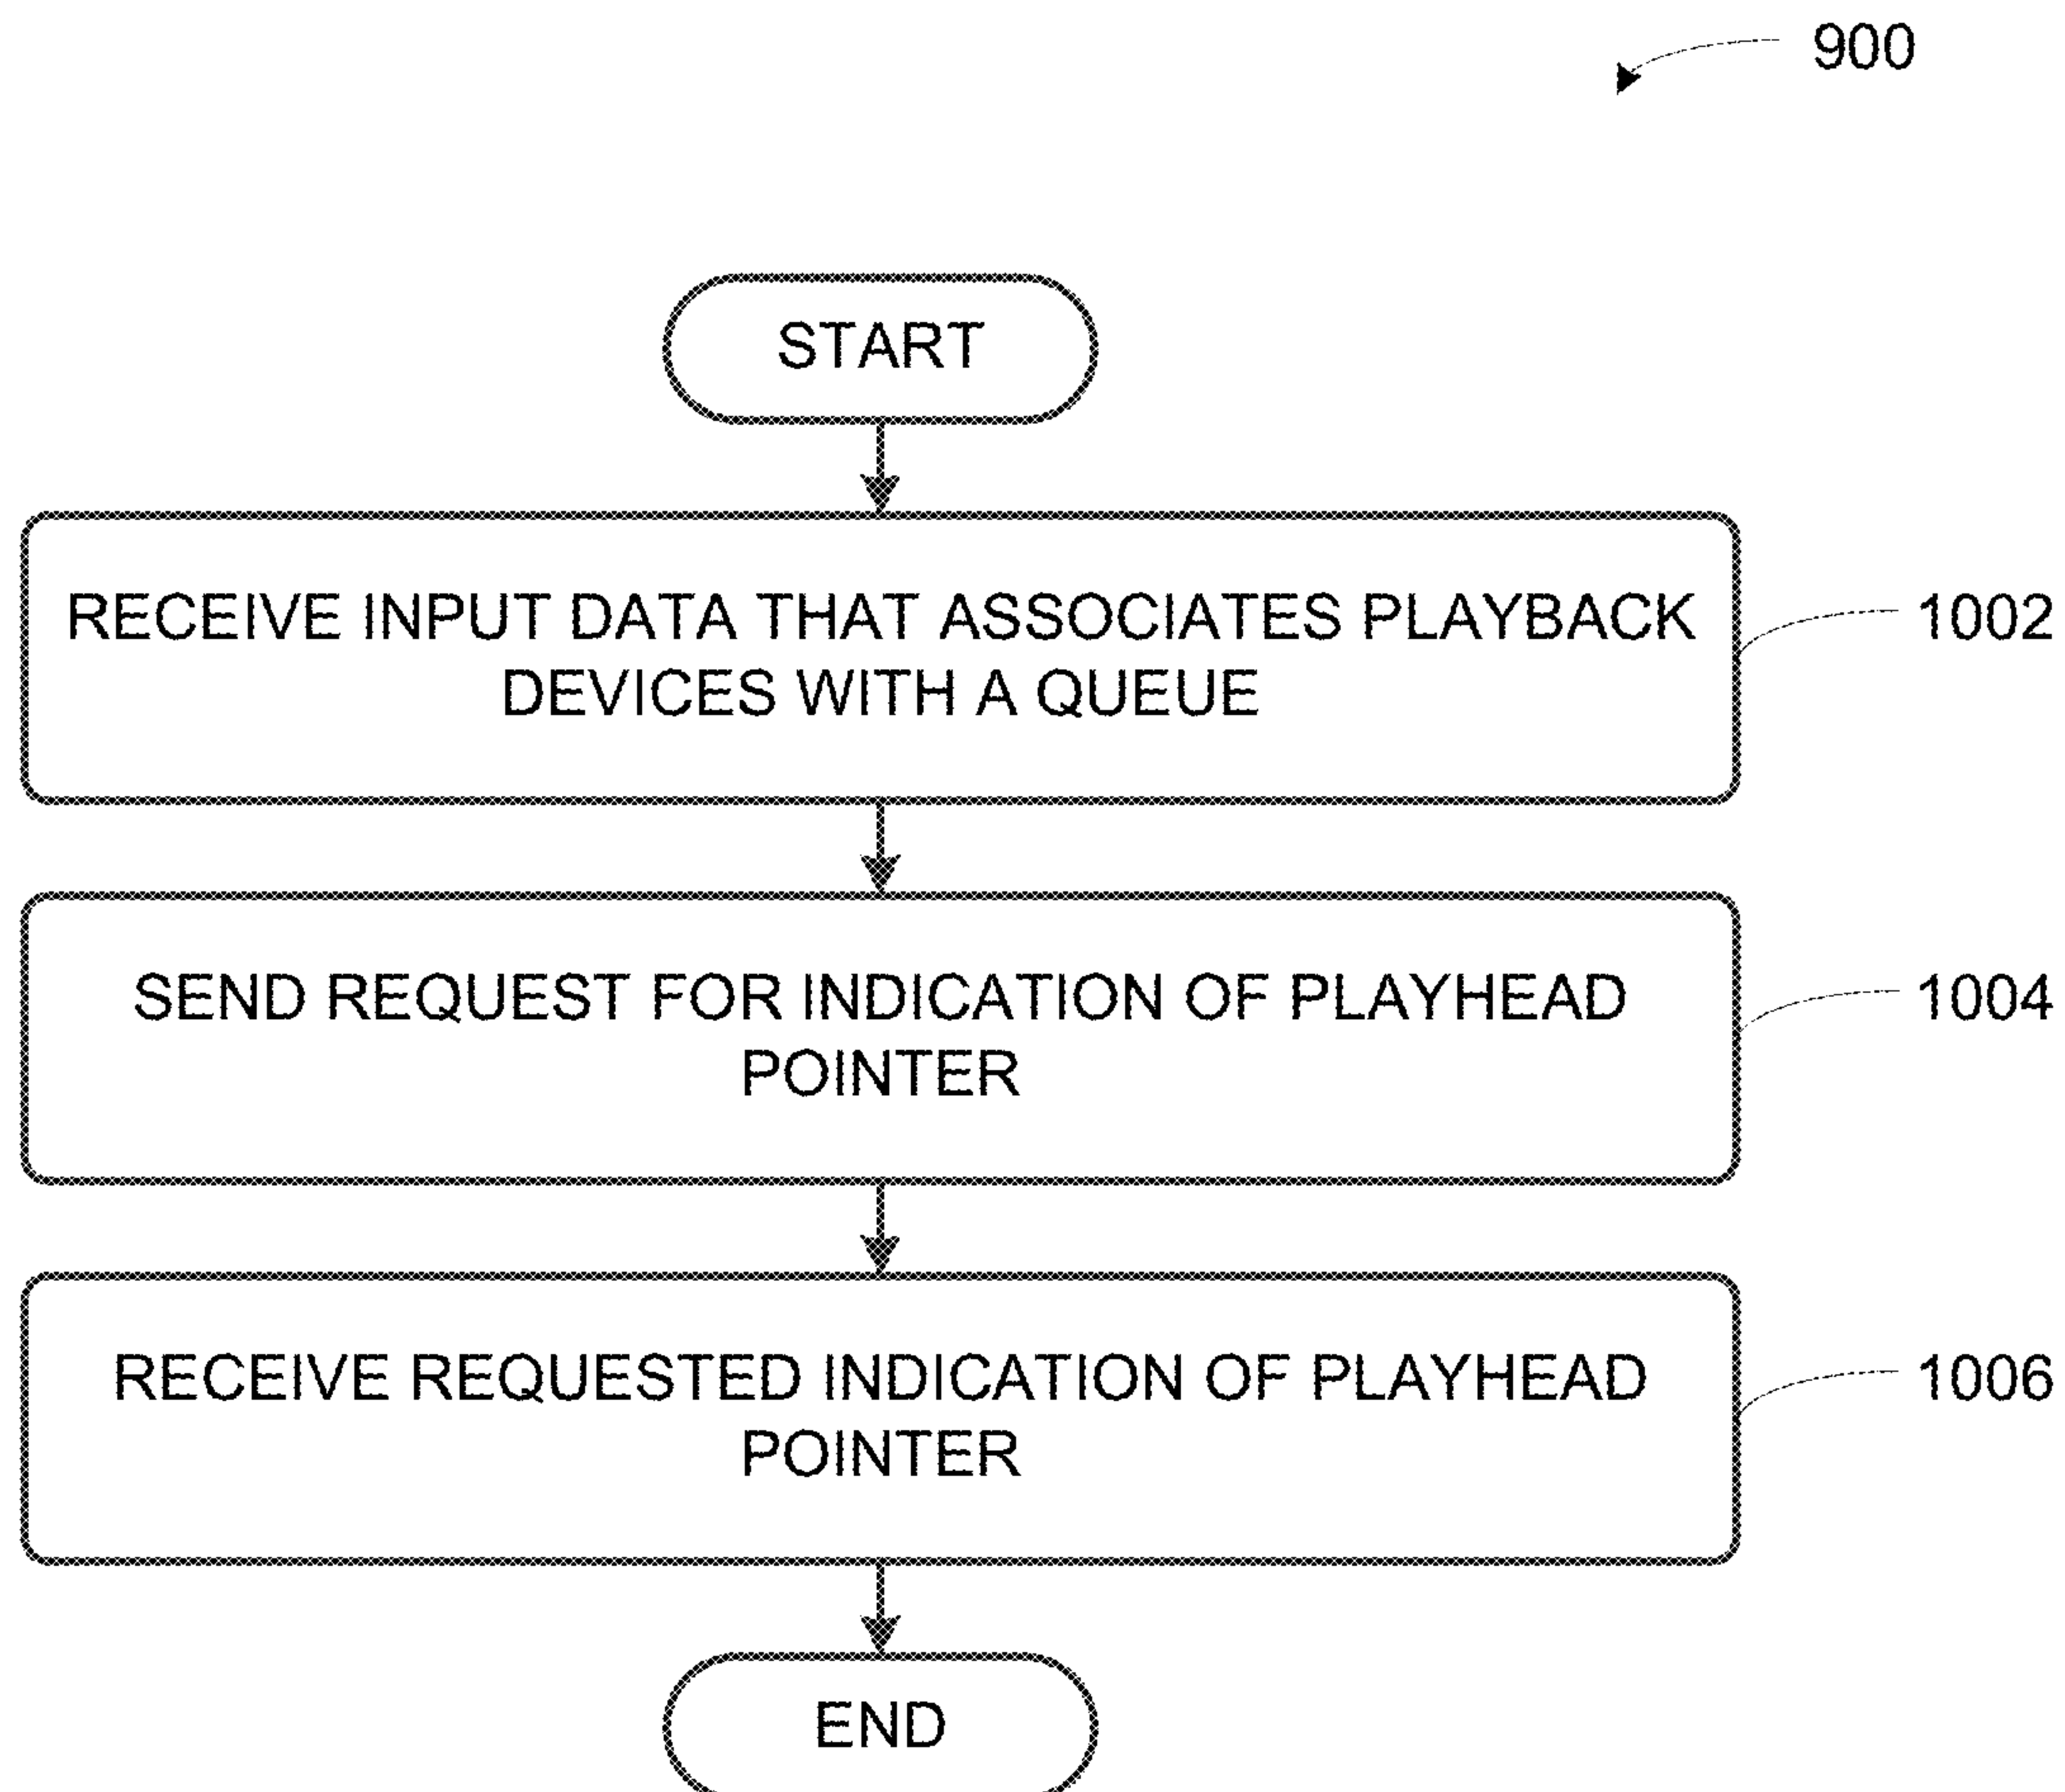 900
START
RECEIVE INPUT DATA THAT ASSOCIATES PLAYBACK
DEVICES WITH A QUEUE
1002
SEND REQUEST FOR INDICATION OF PLAYHEAD
POINTER
1004
RECEIVE REQUESTED INDICATION OF PLAYHEAD
POINTER
1006
END